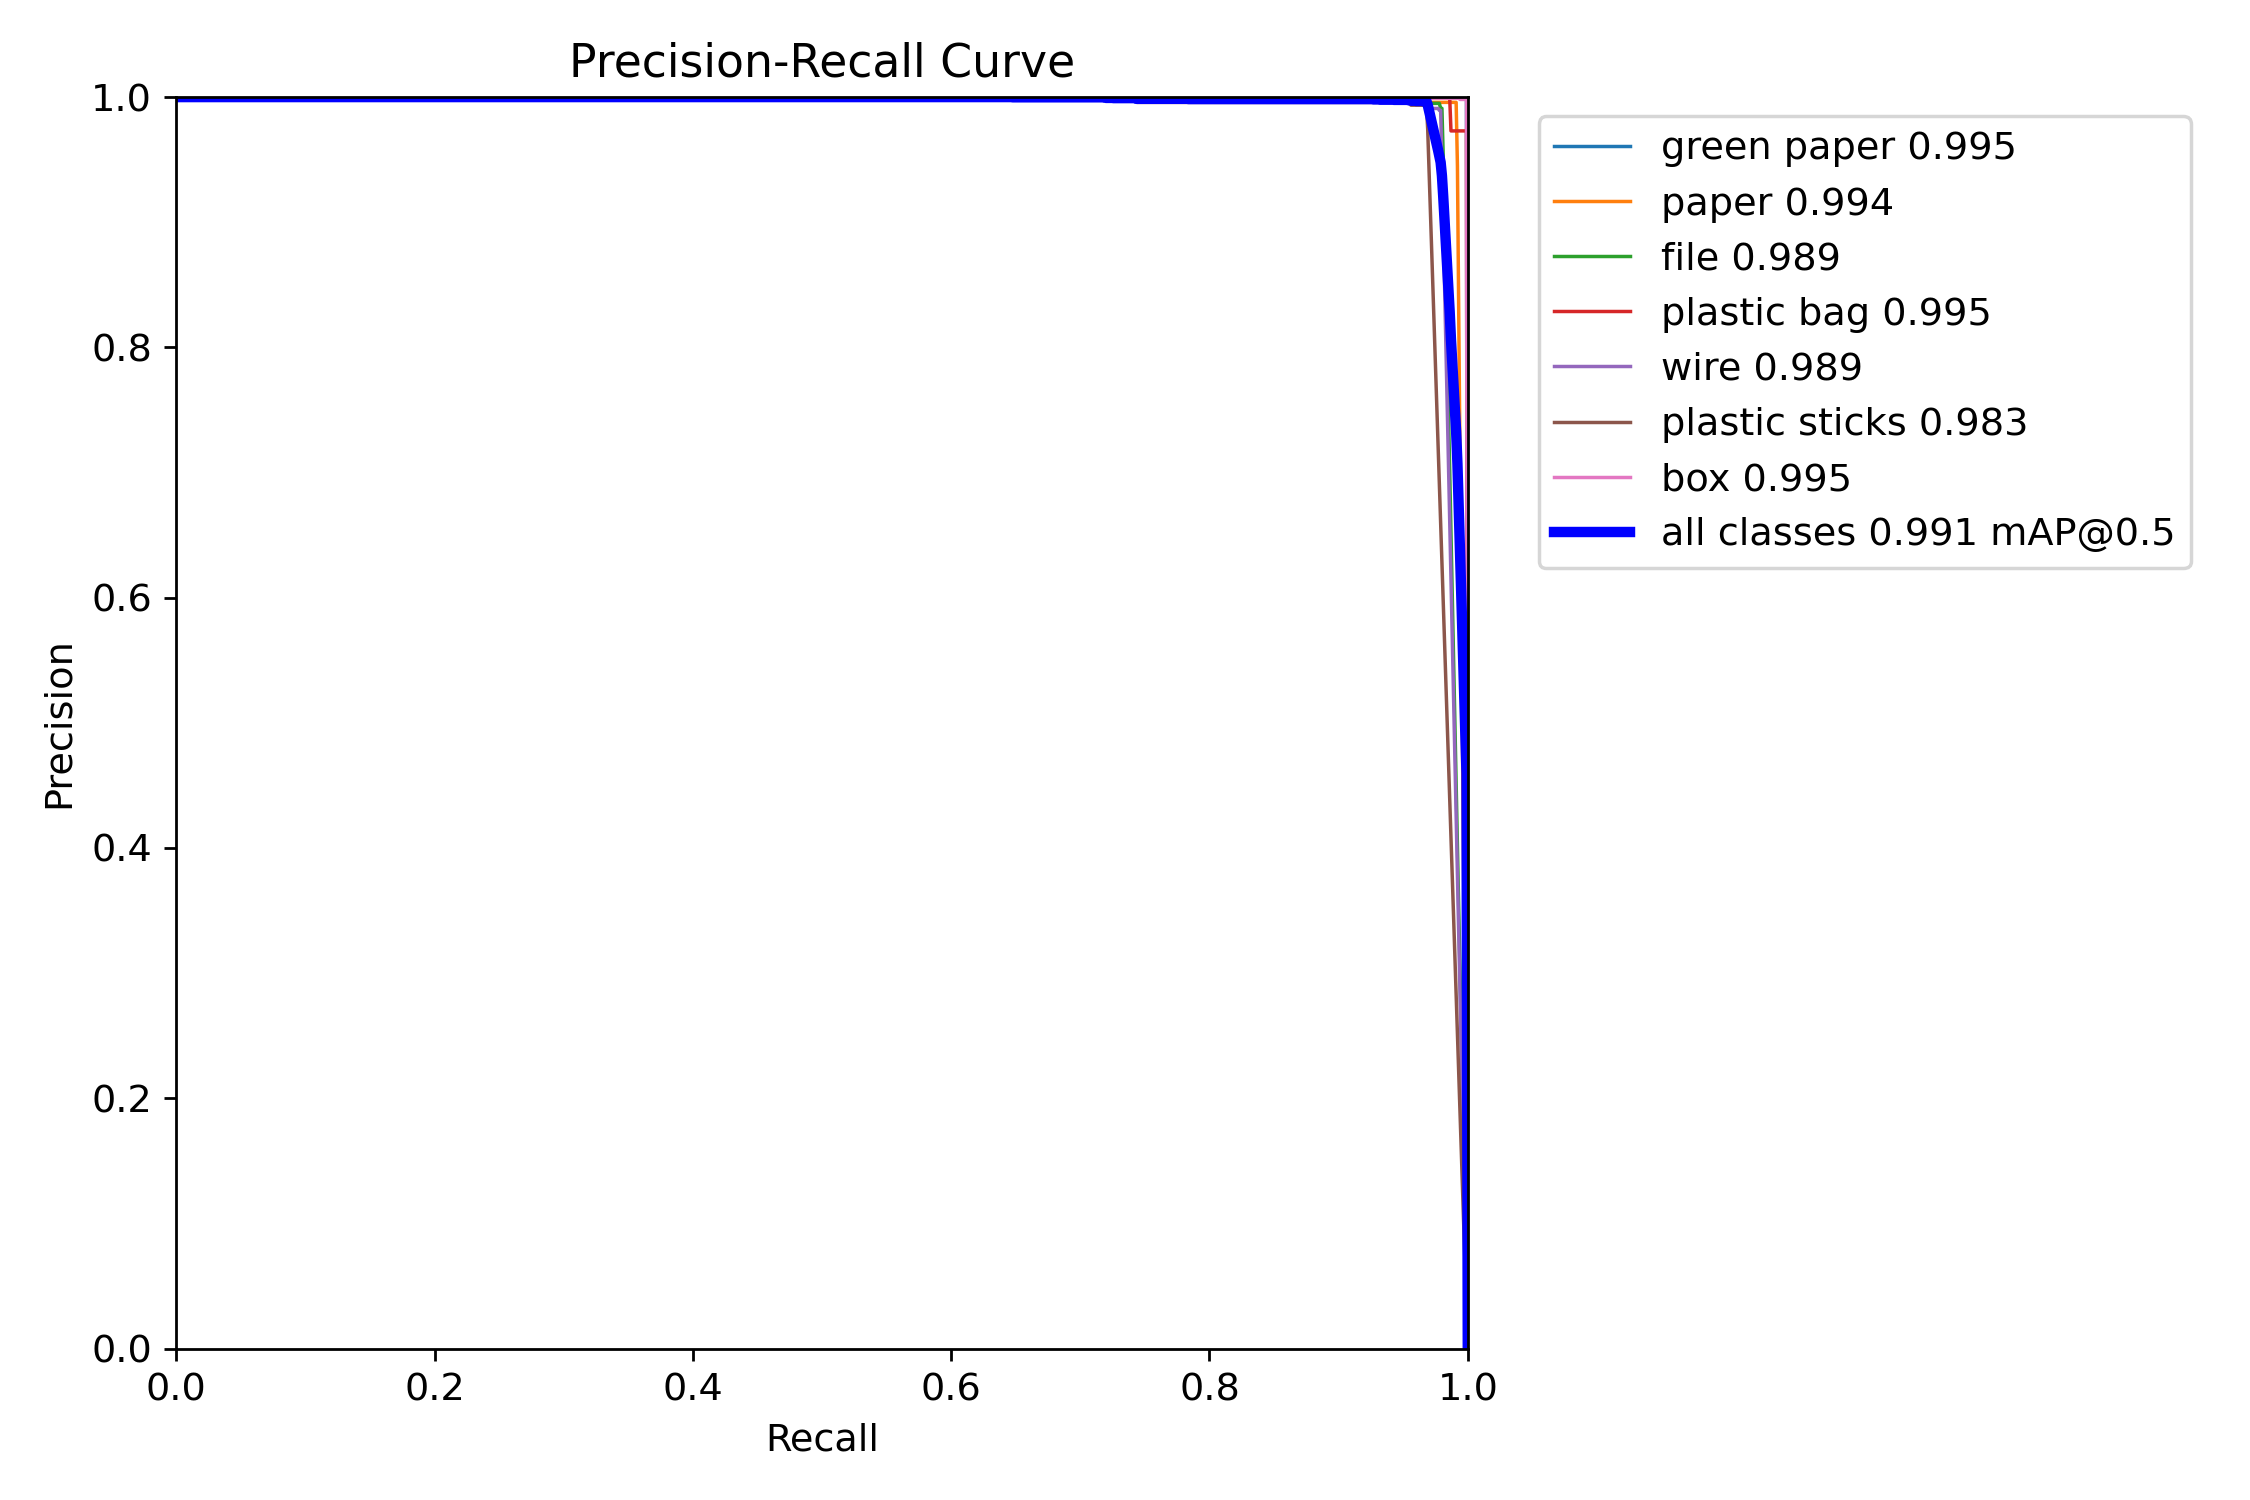 Precision-Recall Curve
1.0
0.8
0.6
0.4
0.2
0.0
Precision
0.0 0.2 0.4 0.6 0.8 1.0
Recall
green paper 0.995
paper 0.994
file 0.989
plastic bag 0.995
wire 0.989
plastic sticks 0.983
box 0.995
all classes 0.991 mAP@0.5